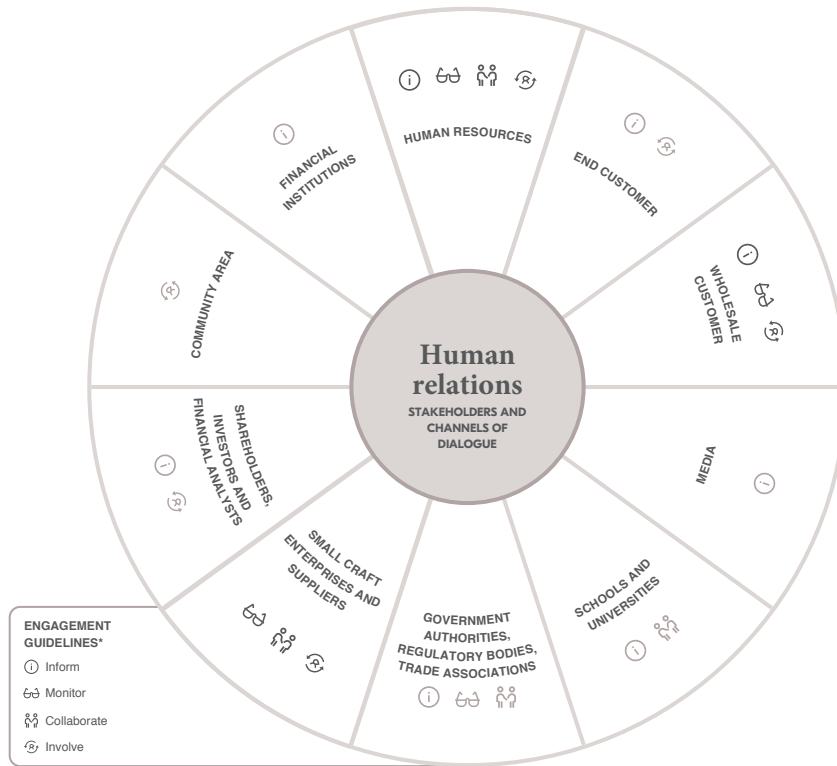 HUMAN RESOURCES
END CUSTOMER
WHOLESALE
CUSTOMER
MEDIA
SCHOOLS AND
UNIVERSITIES
GOVERNMENT
AUTHORITIES,
REGULATORY BODIES,
TRADE ASSOCIATIONS
SMALL CRAFT
ENTERPRISES AND
SUPPLIERS
SHAREHOLDERS,
INVESTORS AND
FINANCIAL ANALYSTS
COMMUNITY AREA
FINANCIAL
INSTITUTIONS
Human
relations
STAKEHOLDERS AND
CHANNELS OF
DIALOGUE
ENGAGEMENT
GUIDELINES*
Inform
Monitor
Collaborate
Involve